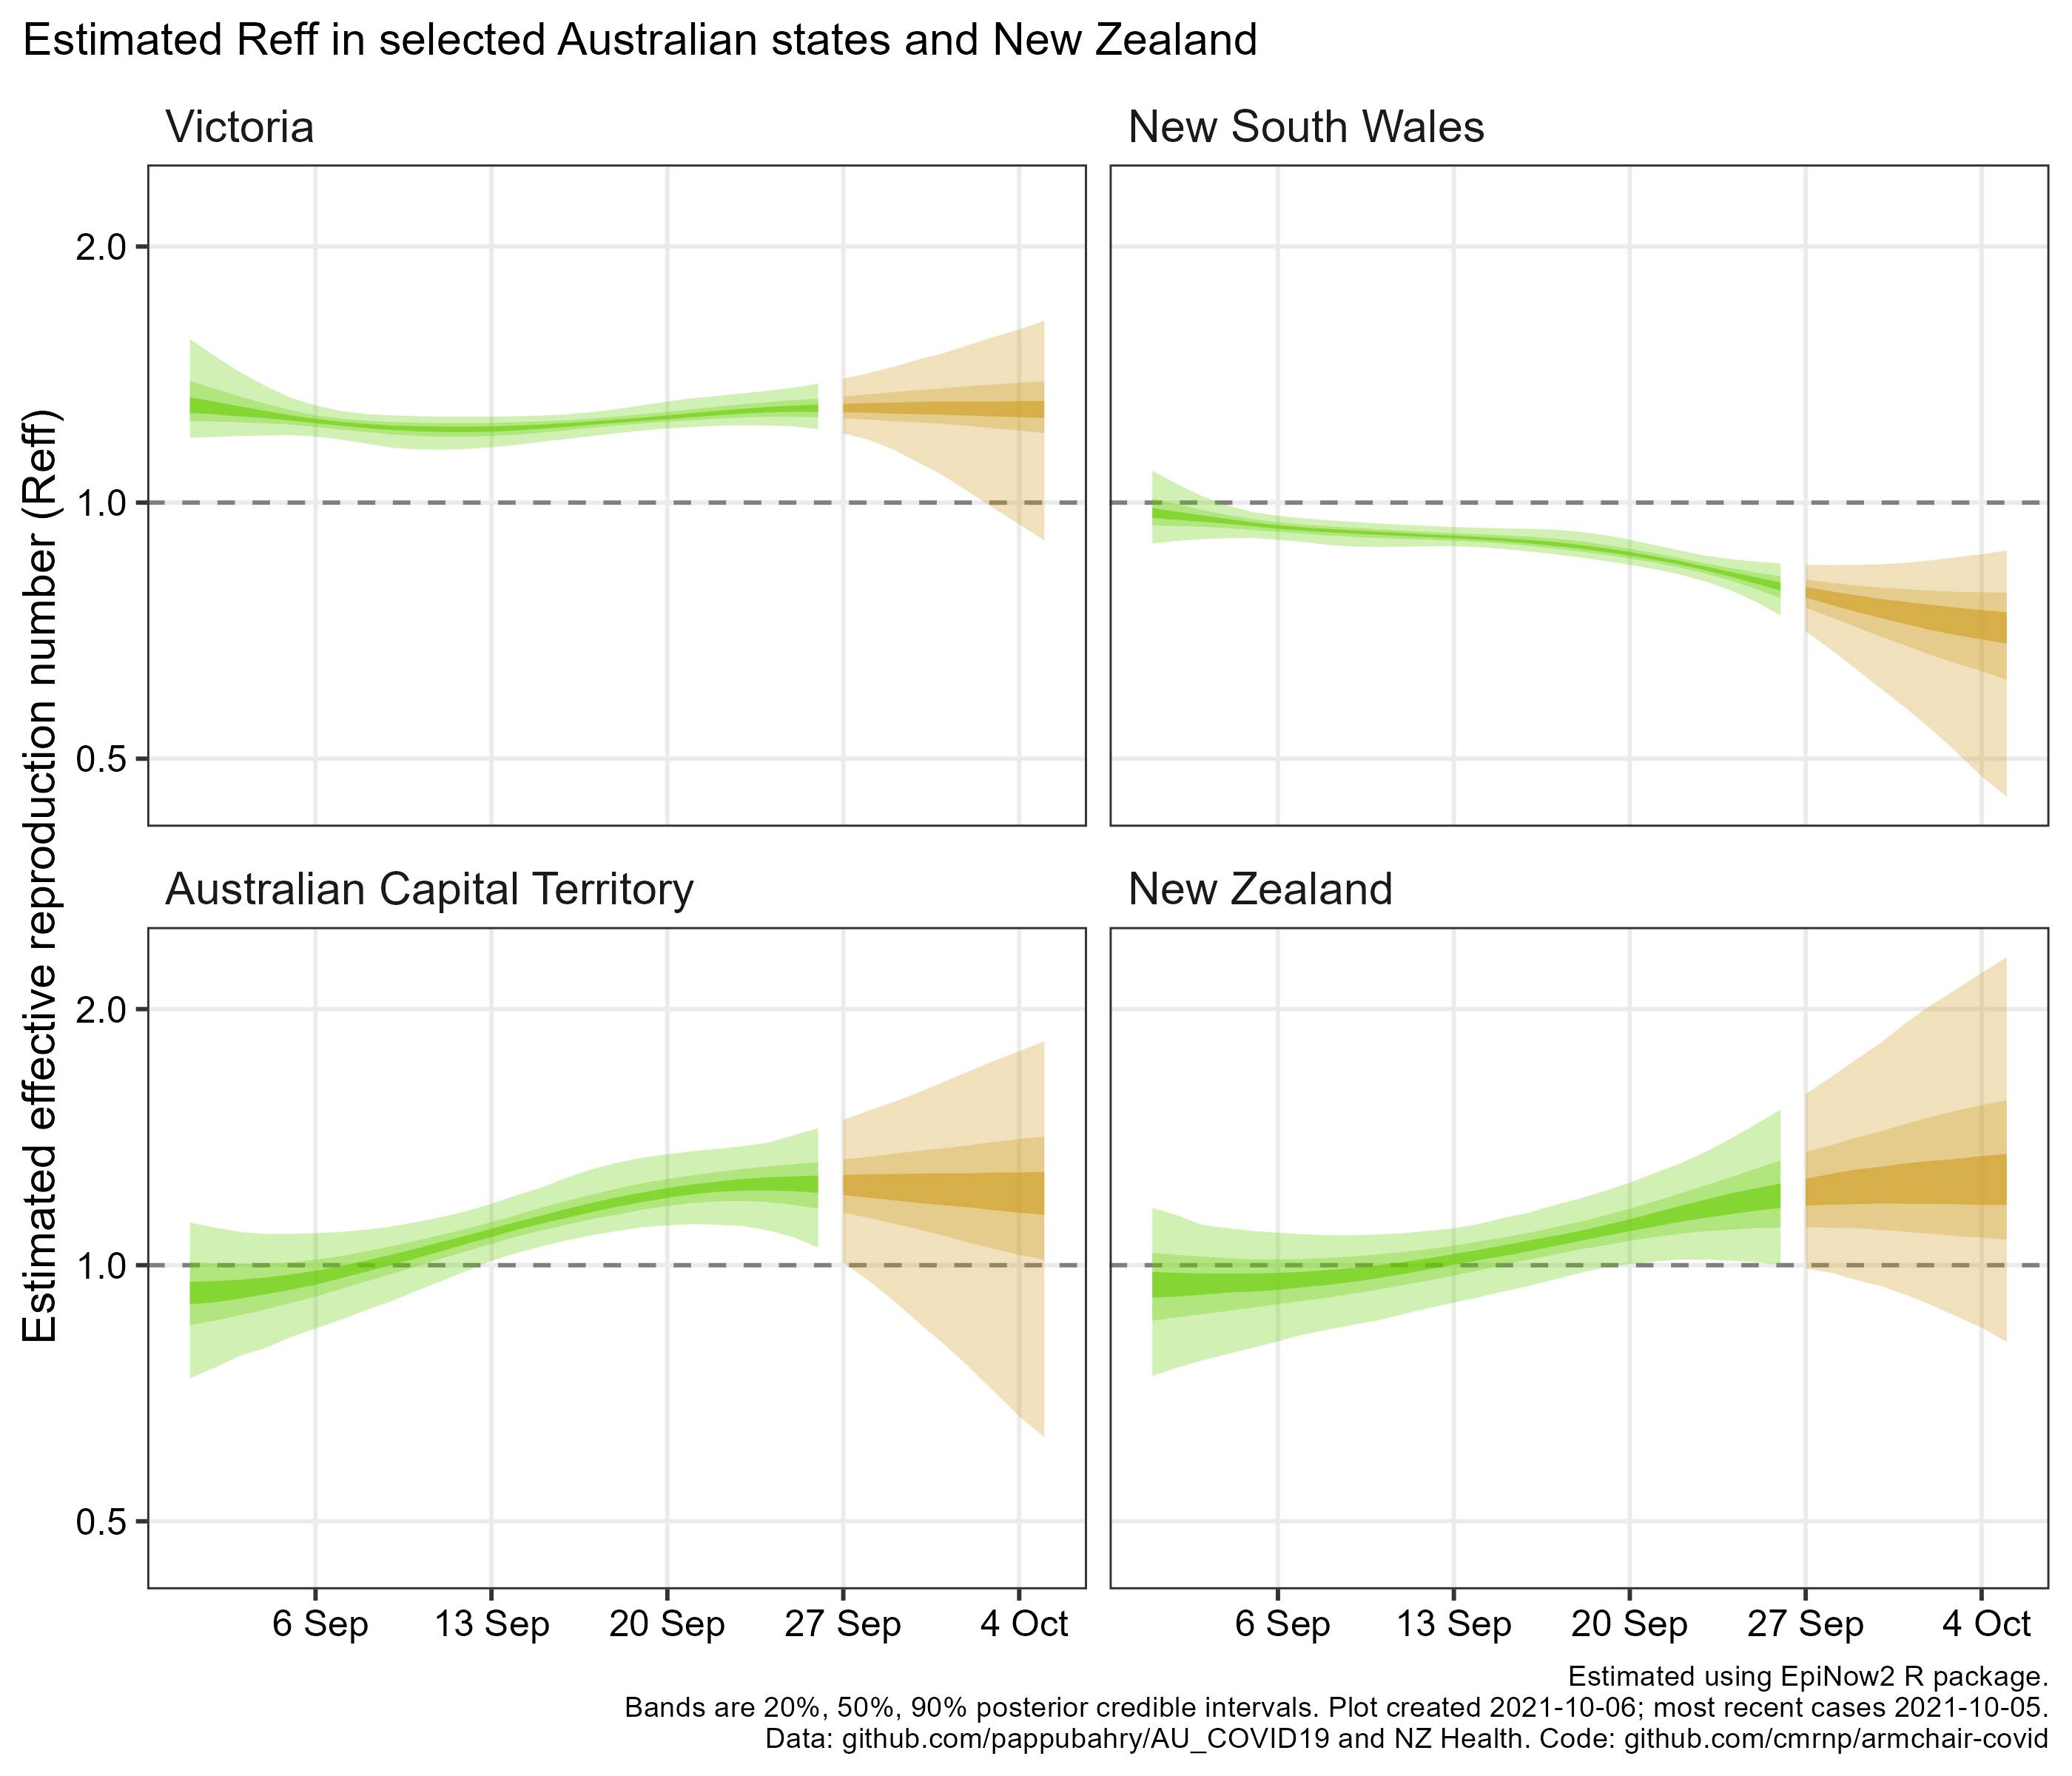 Estimated Reff in selected Australian states and New Zealand
Estimated effective reproduction number (Reff)
Victoria
New South Wales
2.0
1.0
0.5
Australian Capital Territory
New Zealand
2.0
1.0
0.5
6 Sep 13 Sep 20 Sep 27 Sep 4 Oct 6 Sep 13 Sep 20 Sep 27 Sep 4 Oct
Estimated using EpiNow2 R package.
Bands are 20%, 50%, 90% posterior credible intervals. Plot created 2021-10-06; most recent cases 2021-10-05.
Data: github.com/pappubahry/AU_COVID19 and NZ Health. Code: github.com/cmrnp/armchair-covid